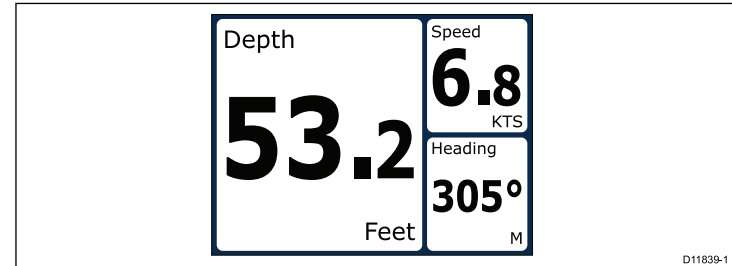 Depth
53.2
Feet
Speed
6.8
KTS
Heading
305°
M
D11839-1